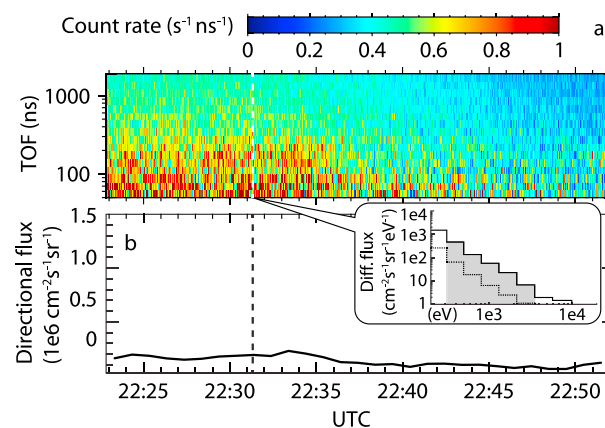 Count rate (s⁻¹ ns⁻¹)
0 0.2 0.4 0.6 0.8 1
a
TOF (ns)
1000
100
Directional flux
(1e6 cm⁻²s⁻¹sr⁻¹)
1.5
1.0
0.5
0
b
Diff. flux
(cm⁻²s⁻¹sr⁻¹eV⁻¹)
1e4
1e3
1e2
10
1
(eV) 1e3 1e4
22:25 22:31 22:35 22:40 22:45 22:50
UTC